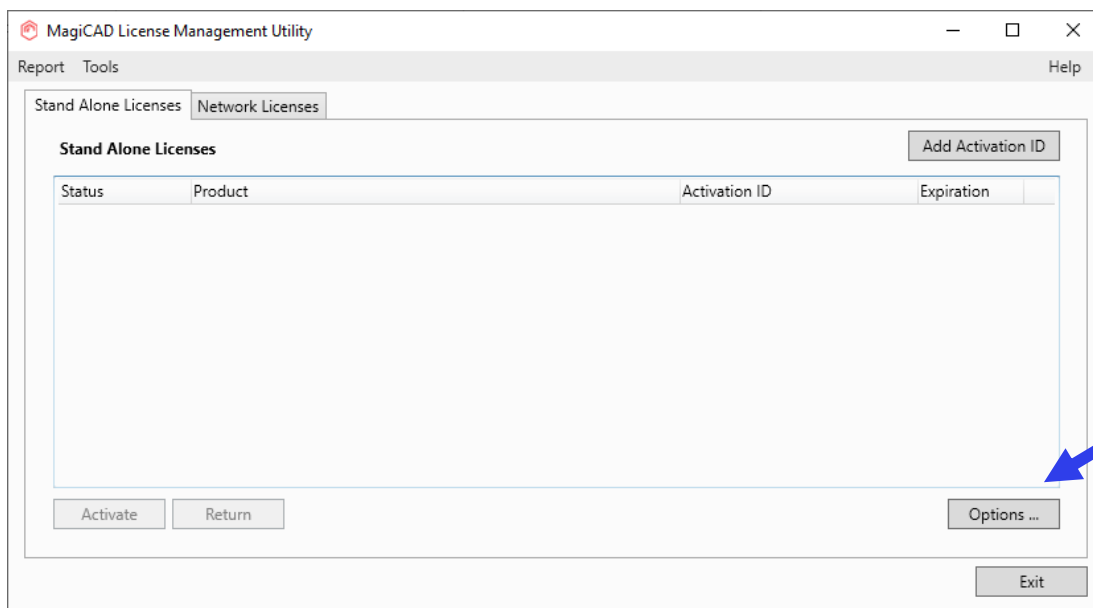 MagiCAD License Management Utility
Report Tools Help
Stand Alone Licenses Network Licenses
Stand Alone Licenses Add Activation ID
Status Product Activation ID Expiration
Activate Return Options ...
Exit